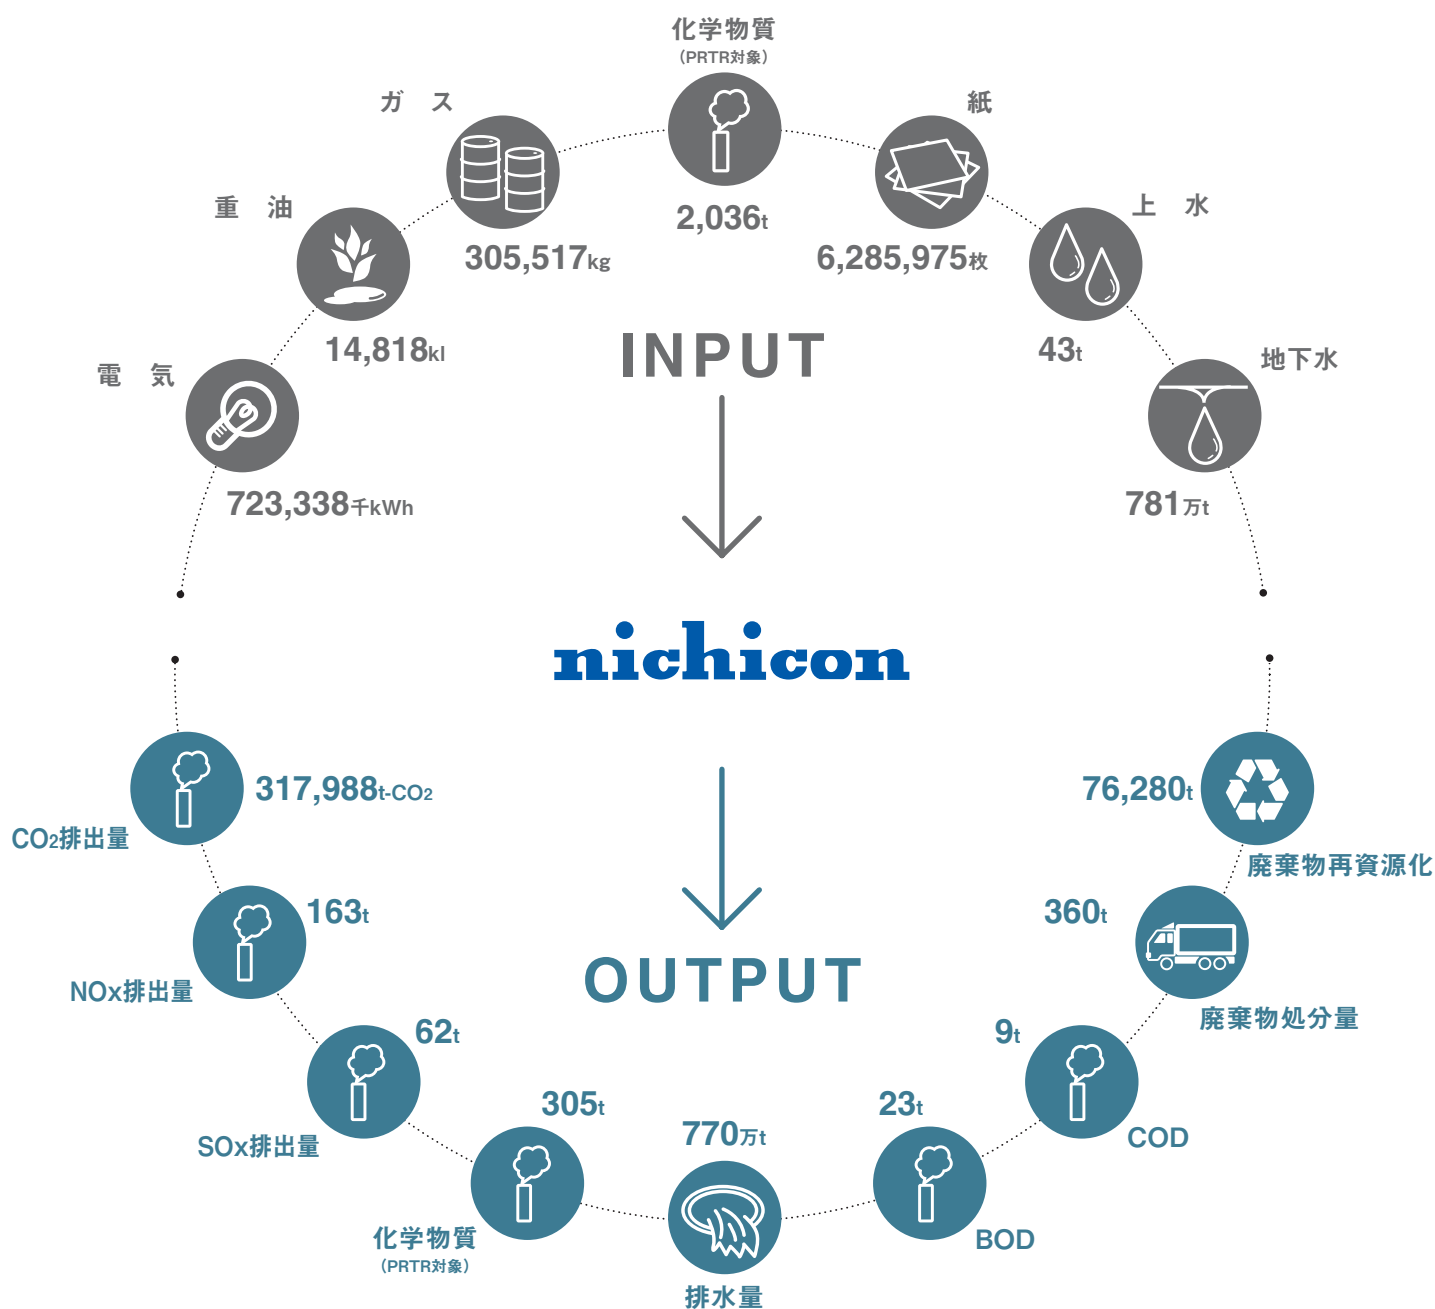 化学物質
(PRTR対象)
2,036t
ガ ス
305,517kg
紙
6,285,975枚
重 油
14,818kl
上 水
43t
電 気
723,338千kWh
地下水
781万t
INPUT
nichicon
OUTPUT
317,988t-CO2
CO2排出量
163t
NOx排出量
62t
SOx排出量
305t
化学物質
(PRTR対象)
770万t
排水量
23t
BOD
9t
COD
360t
廃棄物処分量
76,280t
廃棄物再資源化